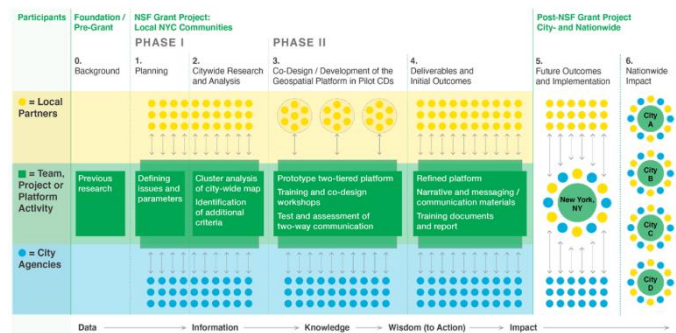 Participants
Foundation /
Pre-Grant
NSF Grant Project:
Local NYC Communities
Post-NSF Grant Project
City- and Nationwide
PHASE I
PHASE II
0.
Background
1.
Planning
2.
Citywide Research
and Analysis
3.
Co-Design / Development of the
Geospatial Platform in Pilot CDs
4.
Deliverables and
Initial Outcomes
5.
Future Outcomes
and Implementation
6.
Nationwide
Impact
= Local
Partners
= Team,
Project or
Platform
Activity
Previous
research
Defining
issues and
parameters
Cluster analysis
of city-wide map
Identification
of additional
criteria
Prototype two-tiered platform
Training and co-design
workshops
Test and assessment of
two-way communication
Refined platform
Narrative and messaging /
communication materials
Training documents
and report
New York,
NY
City
A
City
B
City
C
City
D
= City
Agencies
Data
Information
Knowledge
Wisdom (to Action)
Impact